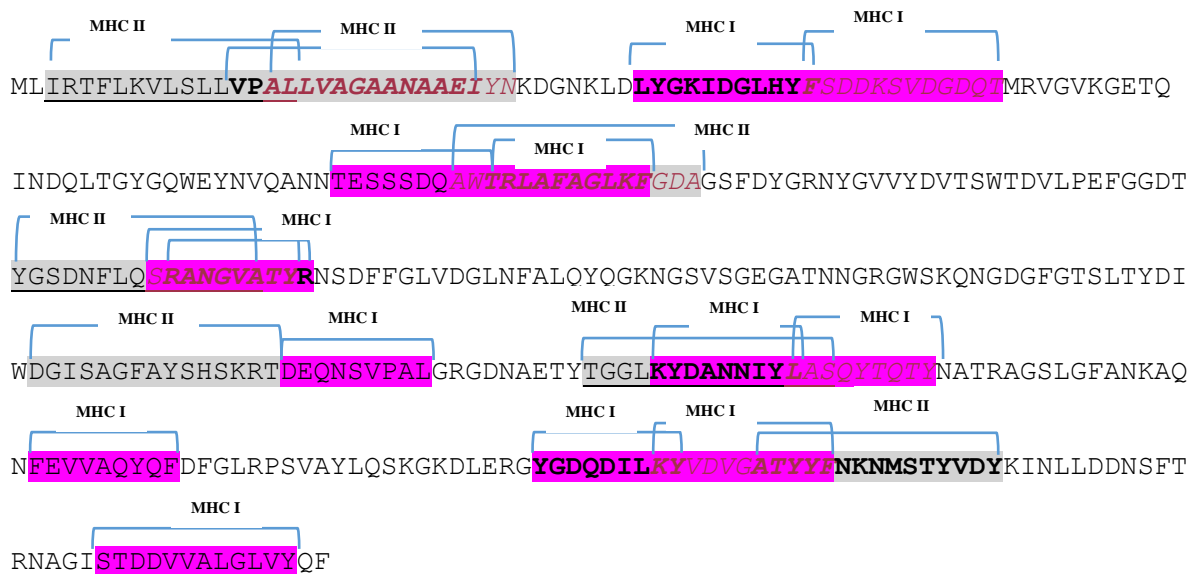 MHC II MHC II MHC I MHC I
MLIRTFLKVLSLLVPALLVAGAANAAEIYNKDGNKLDLYGKIDGLHYFSDDKSVDGDQTMRVGVKGETQ
MHC I MHC I MHC II
INDQLTGYGQWEYNVQANNTESSSDQAWTRLAFAGLKFGDAGSFDYGRNYGVVYDVTSWTDVLPEFGGDT
MHC II MHC I
YGSDNFLQSRANGVATYRNSDFFGLVDGLNFALQYQGKNGSVSGEGATNNGRGWSKQNGDGFGTSLTYDI
MHC II MHC I MHC II MHC I MHC I
WDGISAGFAYSHSKRTDEQNSVPALGRGDNAETYTGGLKYDANNIYLASQYTQTYNATRAGSLGFANKAQ
MHC I MHC I MHC I MHC II
NFEVVAQYQFDFGLRPSVAYLQSKGKDLERGYGDQDILKYVDVGATYYFNKNMSTYVDYKINLLDDNSFT
MHC I
RNAGISTDDVVALGLVYQF